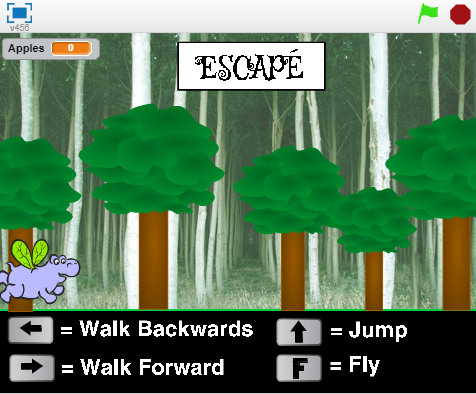 v456
Apples 0
ESCAPÉ
= Walk Backwards
= Jump
= Walk Forward
F = Fly